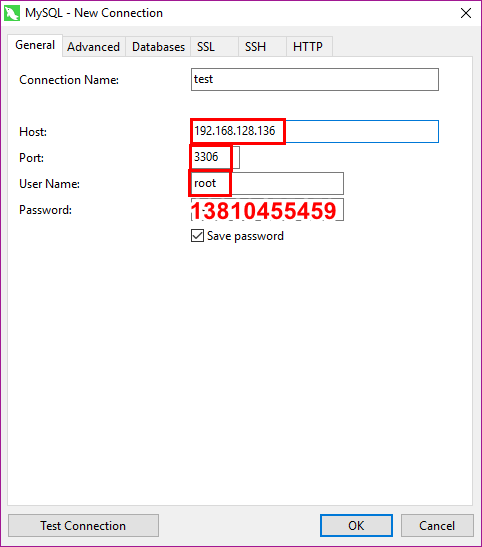 MySQL - New Connection
General Advanced Databases SSL SSH HTTP
Connection Name: test
Host: 192.168.128.136
Port: 3306
User Name: root
Password: 13810455459
Save password
Test Connection OK Cancel